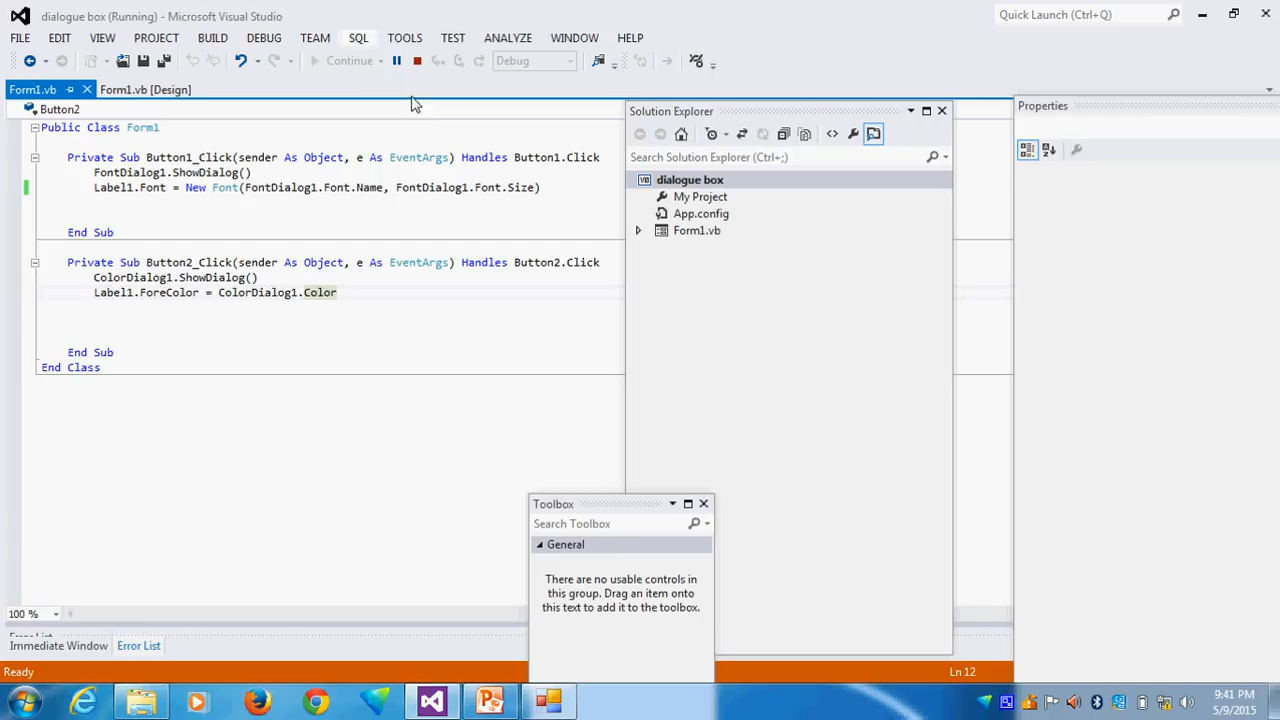 dialogue box (Running) - Microsoft Visual Studio
Quick Launch (Ctrl+Q)
FILE EDIT VIEW PROJECT BUILD DEBUG TEAM SQL TOOLS TEST ANALYZE WINDOW HELP
Continue Debug
Form1.vb Form1.vb [Design]
Button2
Public Class Form1
Private Sub Button1_Click(sender As Object, e As EventArgs) Handles Button1.Click
FontDialog1.ShowDialog()
Label1.Font = New Font(FontDialog1.Font.Name, FontDialog1.Font.Size)
End Sub
Private Sub Button2_Click(sender As Object, e As EventArgs) Handles Button2.Click
ColorDialog1.ShowDialog()
Label1.ForeColor = ColorDialog1.Color
End Sub
End Class
Solution Explorer
Search Solution Explorer (Ctrl+;)
VB dialogue box
My Project
App.config
Form1.vb
Properties
Toolbox
Search Toolbox
General
There are no usable controls in
this group. Drag an item onto
this text to add it to the toolbox.
100 %
Error List
Immediate Window Error List
Ready
Ln 12
9:41 PM
5/9/2015